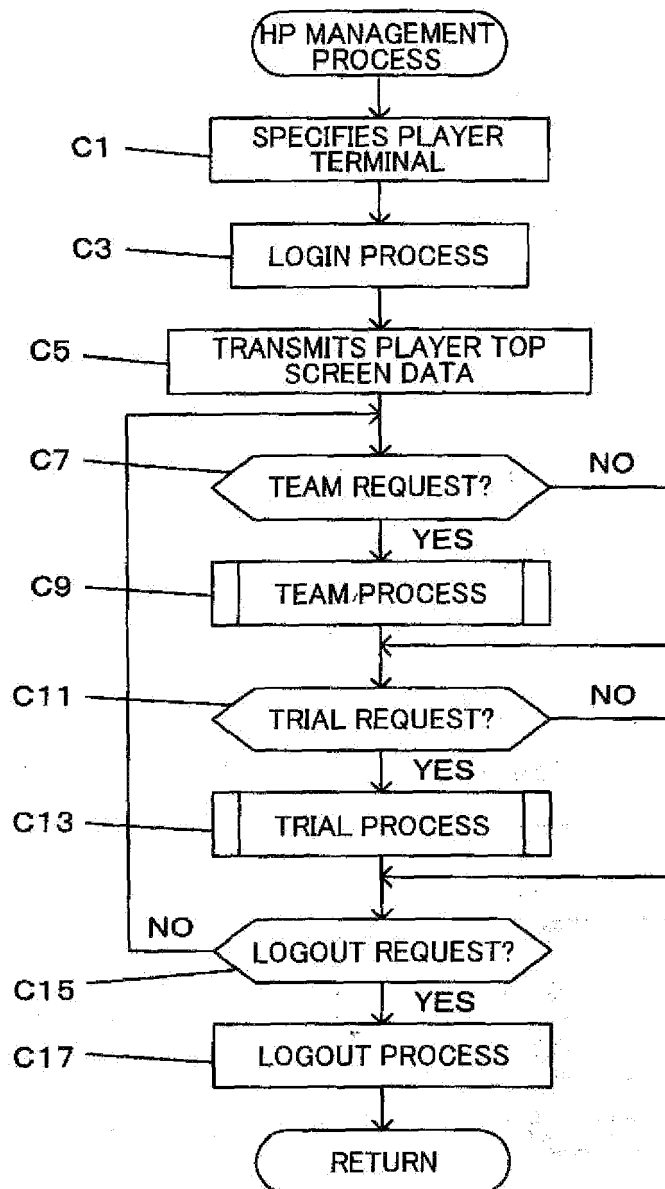 HP MANAGEMENT
PROCESS
C1
SPECIFIES PLAYER
TERMINAL
C3
LOGIN PROCESS
C5
TRANSMITS PLAYER TOP
SCREEN DATA
C7
TEAM REQUEST?
NO
YES
C9
TEAM PROCESS
C11
TRIAL REQUEST?
NO
YES
C13
TRIAL PROCESS
NO
LOGOUT REQUEST?
C15
YES
C17
LOGOUT PROCESS
RETURN